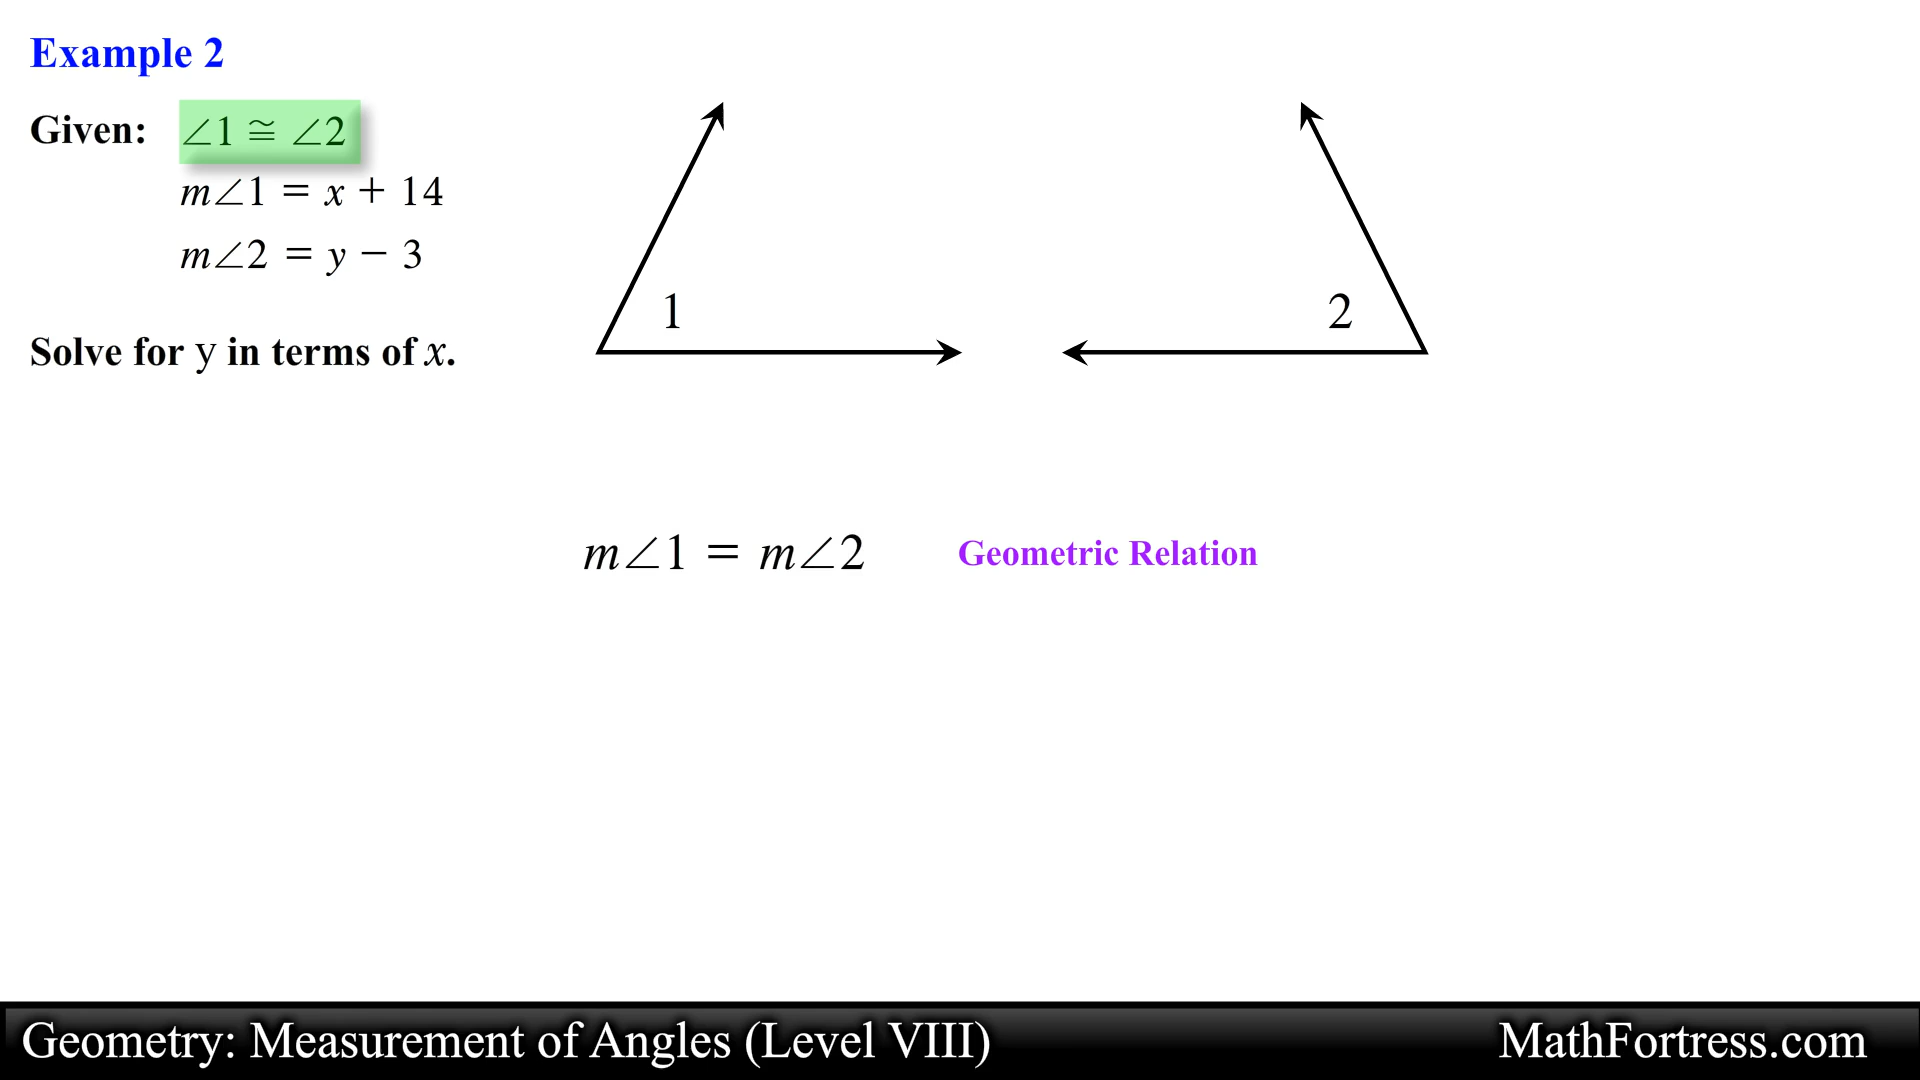 Example 2
Given: ∠1 ≅ ∠2
m∠1 = x + 14
m∠2 = y − 3
Solve for y in terms of x.
1
2
m∠1 = m∠2 Geometric Relation
Geometry: Measurement of Angles (Level VIII) MathFortress.com